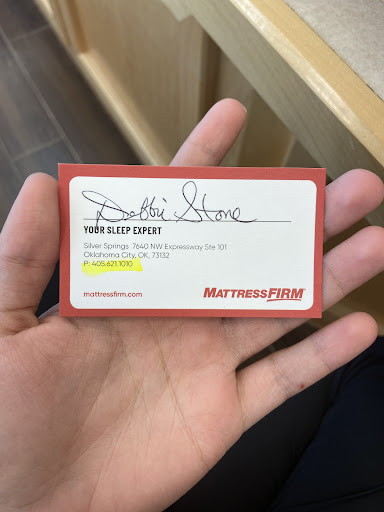 Debbie Stone
YOUR SLEEP EXPERT
Silver Springs 7640 NW Expressway Ste 101
Oklahoma City, OK, 73132
P: 405.621.1010
mattressfirm.com
MATTRESSFIRM